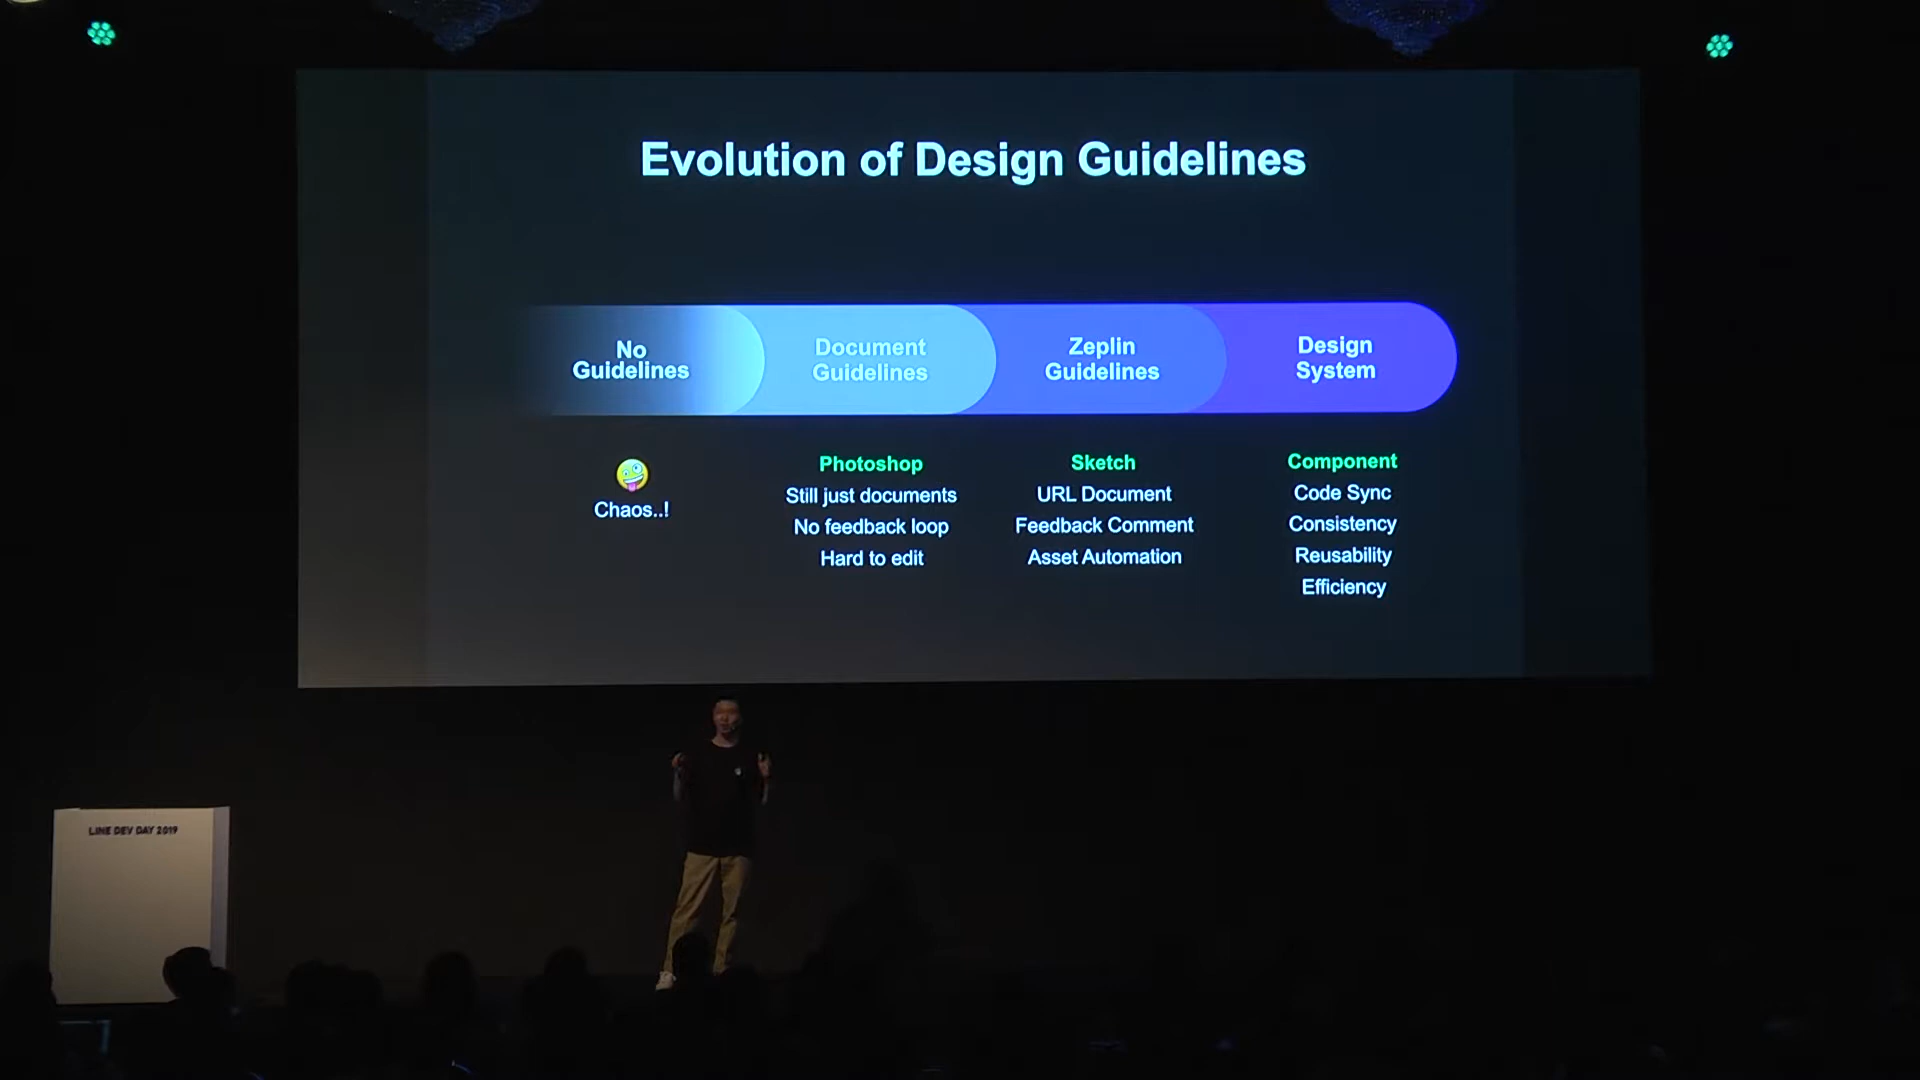 Evolution of Design Guidelines
No
Guidelines
Document
Guidelines
Zeplin
Guidelines
Design
System
Chaos..!
Photoshop
Still just documents
No feedback loop
Hard to edit
Sketch
URL Document
Feedback Comment
Asset Automation
Component
Code Sync
Consistency
Reusability
Efficiency
LINE DEV DAY 2019